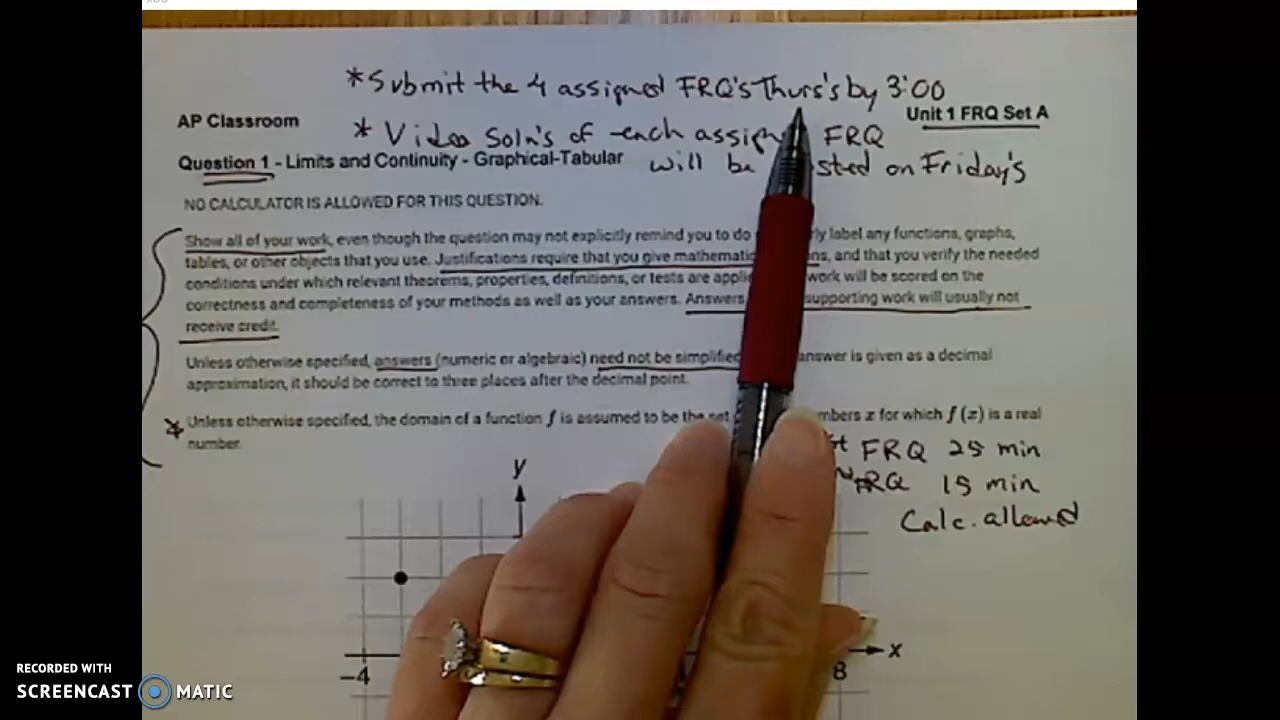 *Submit the 4 assigned FRQ's Thurs's by 3:00
AP Classroom
Unit 1 FRQ Set A
* Video Soln's of each assign FRQ
Question 1 - Limits and Continuity - Graphical-Tabular
will be sted on Friday's
NO CALCULATOR IS ALLOWED FOR THIS QUESTION.
Show all of your work, even though the question may not explicitly remind you to do rly label any functions, graphs,
tables, or other objects that you use. Justifications require that you give mathematic ns, and that you verify the needed
conditions under which relevant theorems, properties, definitions, or tests are appli work will be scored on the
correctness and completeness of your methods as well as your answers. Answers supporting work will usually not
receive credit.
Unless otherwise specified, answers (numeric or algebraic) need not be simplified answer is given as a decimal
approximation, it should be correct to three places after the decimal point.
* Unless otherwise specified, the domain of a function f is assumed to be the set mbers x for which f (x) is a real
number.
FRQ 25 min
FRQ 15 min
Calc. allowed
y
x
-4
8
RECORDED WITH
SCREENCAST MATIC